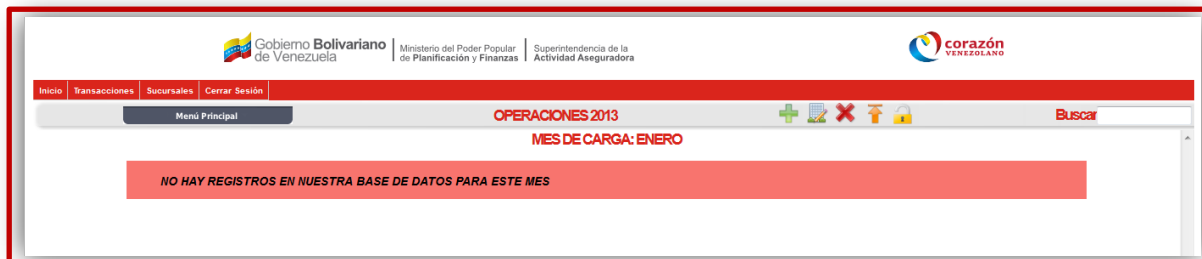 Gobierno Bolivariano
de Venezuela
Ministerio del Poder Popular
de Planificación y Finanzas
Superintendencia de la
Actividad Aseguradora
corazón
VENEZOLANO
Inicio Transacciones Sucursales Cerrar Sesión
Menú Principal
OPERACIONES 2013
Buscar
MES DE CARGA: ENERO
NO HAY REGISTROS EN NUESTRA BASE DE DATOS PARA ESTE MES